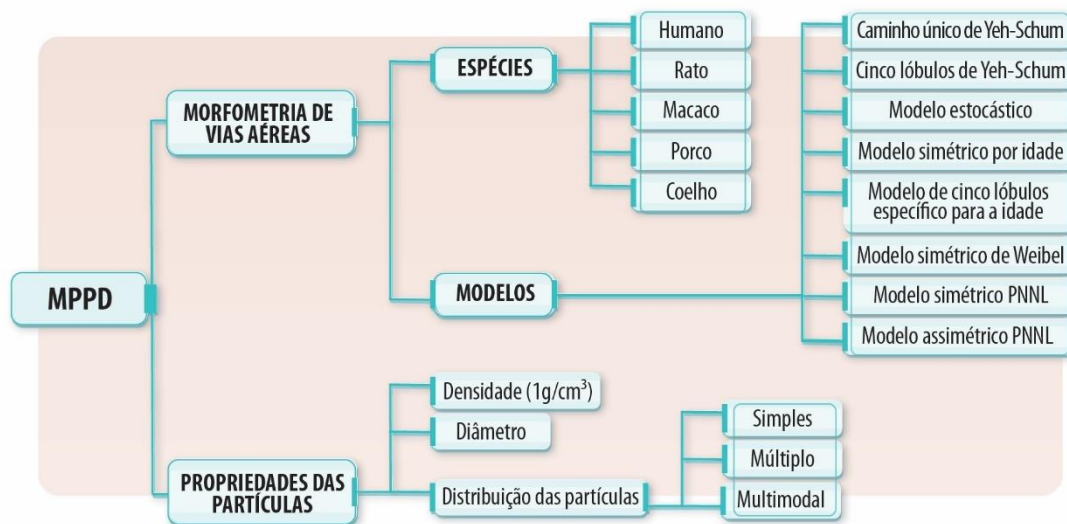 MPPD
MORFOMETRIA DE
VIAS AÉREAS
ESPÉCIES
Humano
Rato
Macaco
Porco
Coelho
MODELOS
Caminho único de Yeh-Schum
Cinco lóbulos de Yeh-Schum
Modelo estocástico
Modelo simétrico por idade
Modelo de cinco lóbulos
específico para a idade
Modelo simétrico de Weibel
Modelo simétrico PNNL
Modelo assimétrico PNNL
PROPRIEDADES DAS
PARTÍCULAS
Densidade (1g/cm³)
Diâmetro
Distribuição das partículas
Simples
Múltiplo
Multimodal